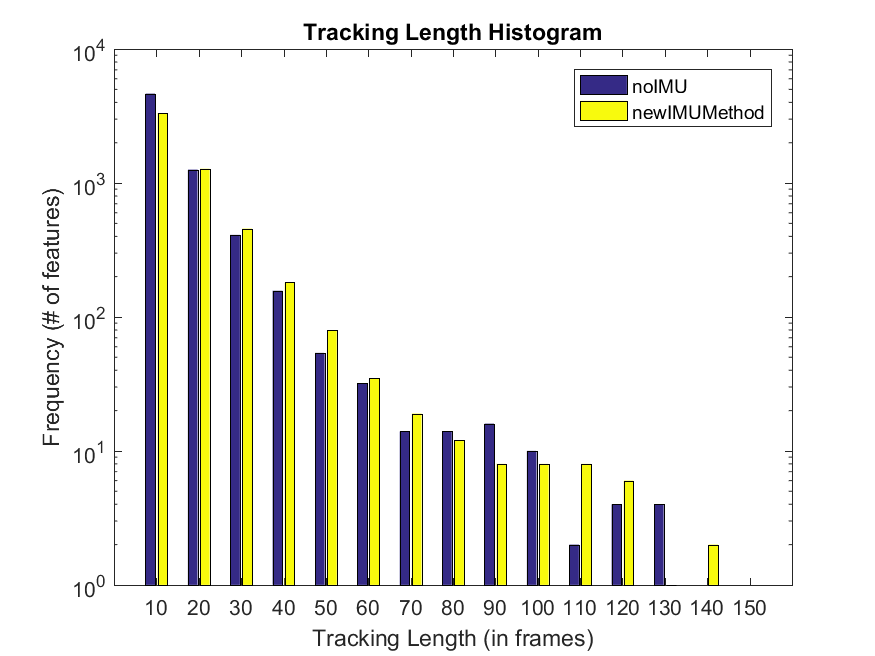 Tracking Length Histogram
noIMU
newIMUMethod
Frequency (# of features)
10^4
10^3
10^2
10^1
10^0
10 20 30 40 50 60 70 80 90 100 110 120 130 140 150
Tracking Length (in frames)